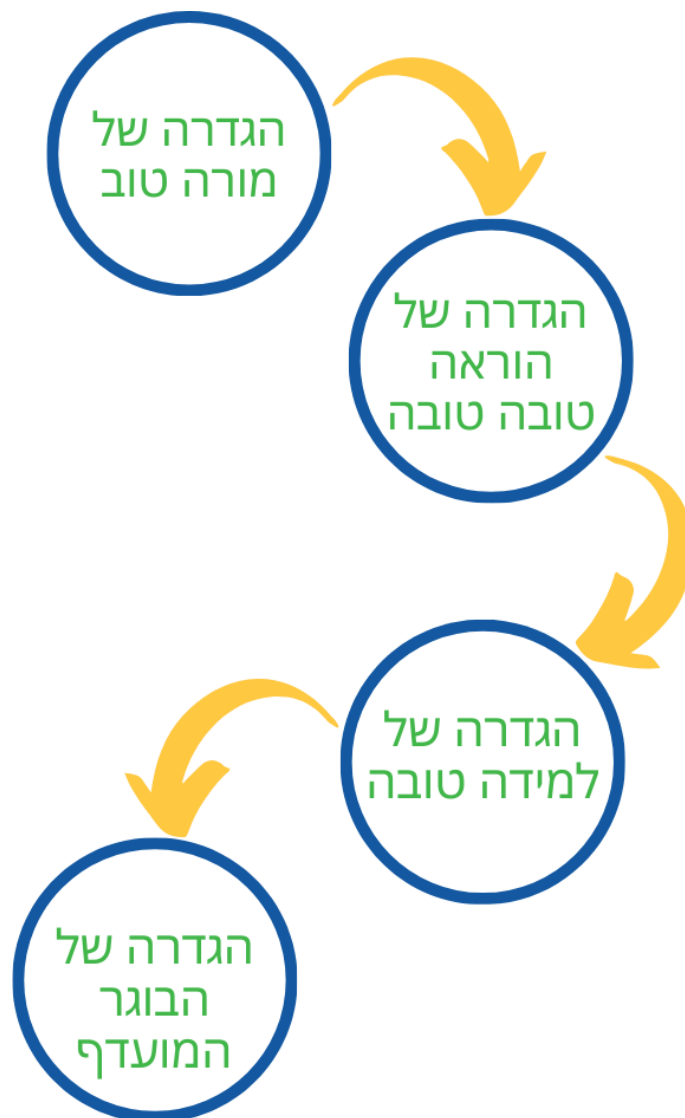 הגדרה של
מורה טוב
הגדרה של
הוראה
טובה טובה
הגדרה של
למידה טובה
הגדרה של
הבוגר
המועדף